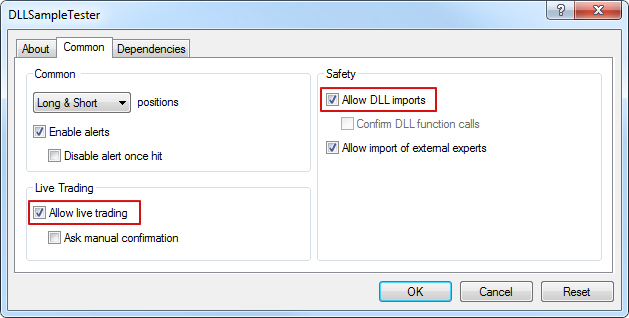 DLLSampleTester
About Common Dependencies
Common
Long & Short positions
Enable alerts
Disable alert once hit
Live Trading
Allow live trading
Ask manual confirmation
Safety
Allow DLL imports
Confirm DLL function calls
Allow import of external experts
OK Cancel Reset